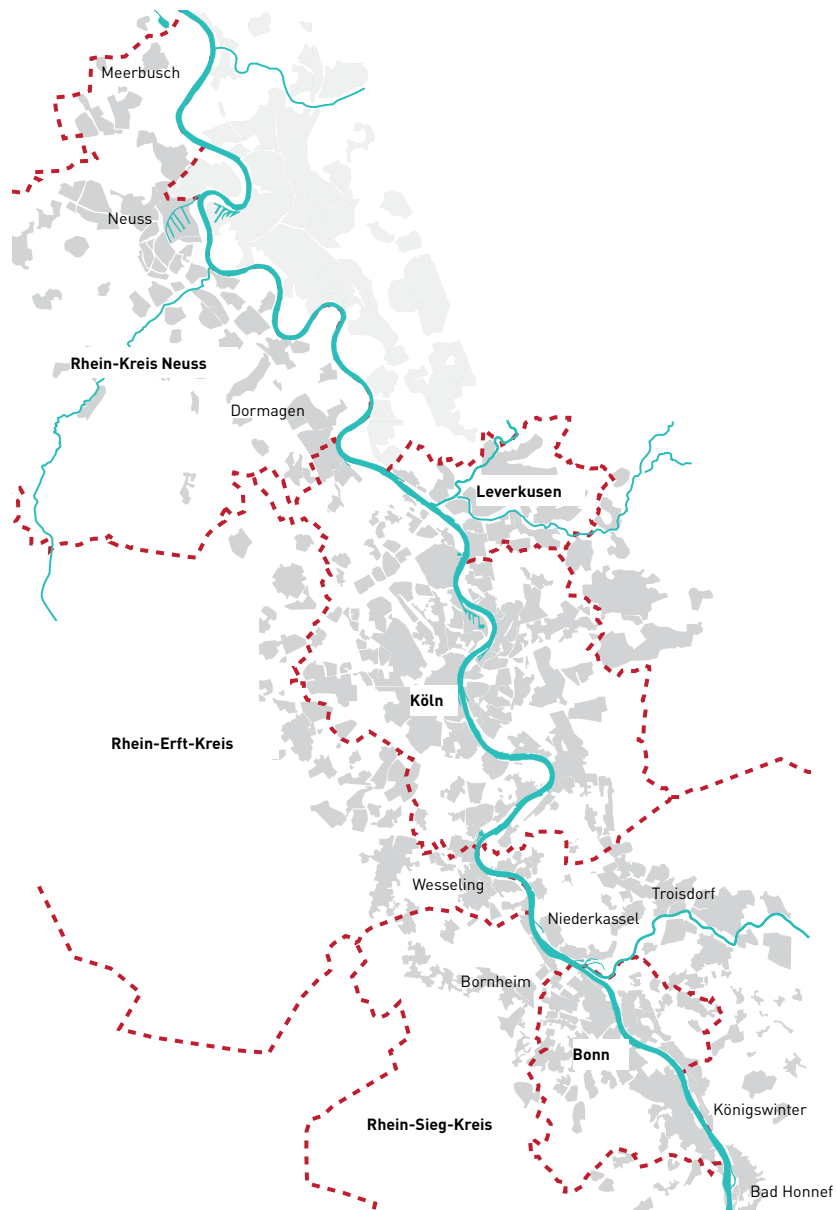 Meerbusch
Neuss
Rhein-Kreis Neuss
Dormagen
Leverkusen
Köln
Rhein-Erft-Kreis
Wesseling
Troisdorf
Niederkassel
Bornheim
Bonn
Königswinter
Rhein-Sieg-Kreis
Bad Honnef